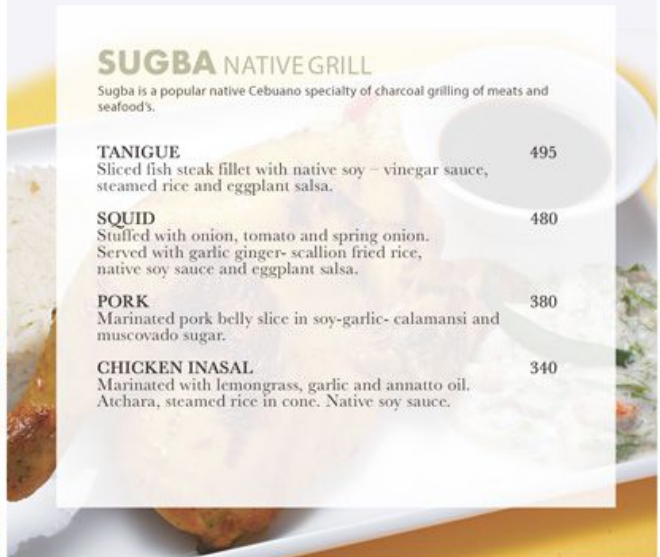 SUGBA NATIVE GRILL
Sugba is a popular native Cebuano specialty of charcoal grilling of meats and
seafood's.
TANIGUE 495
Sliced fish steak fillet with native soy – vinegar sauce,
steamed rice and eggplant salsa.
SQUID 480
Stuffed with onion, tomato and spring onion.
Served with garlic ginger- scallion fried rice,
native soy sauce and eggplant salsa.
PORK 380
Marinated pork belly slice in soy-garlic- calamansi and
muscovado sugar.
CHICKEN INASAL 340
Marinated with lemongrass, garlic and annatto oil.
Atchara, steamed rice in cone. Native soy sauce.